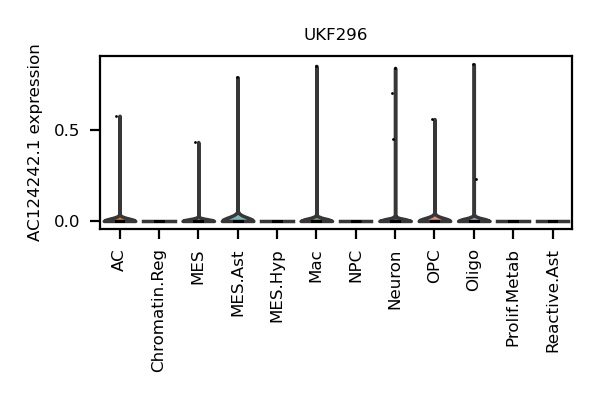 UKF296
AC124242.1 expression
0.5
0.0
AC
Chromatin.Reg
MES
MES.Ast
MES.Hyp
Mac
NPC
Neuron
OPC
Oligo
Prolif.Metab
Reactive.Ast